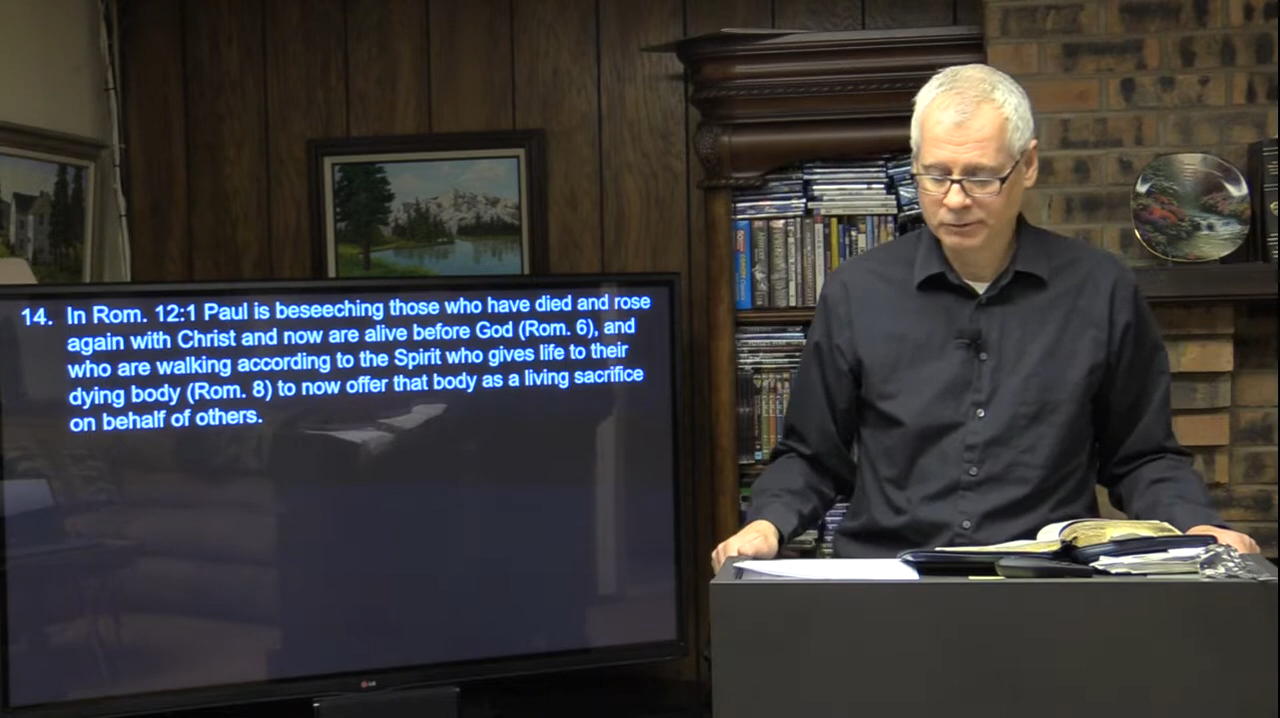 14. In Rom. 12:1 Paul is beseeching those who have died and rose
again with Christ and now are alive before God (Rom. 6), and
who are walking according to the Spirit who gives life to their
dying body (Rom. 8) to now offer that body as a living sacrifice
on behalf of others.
LG